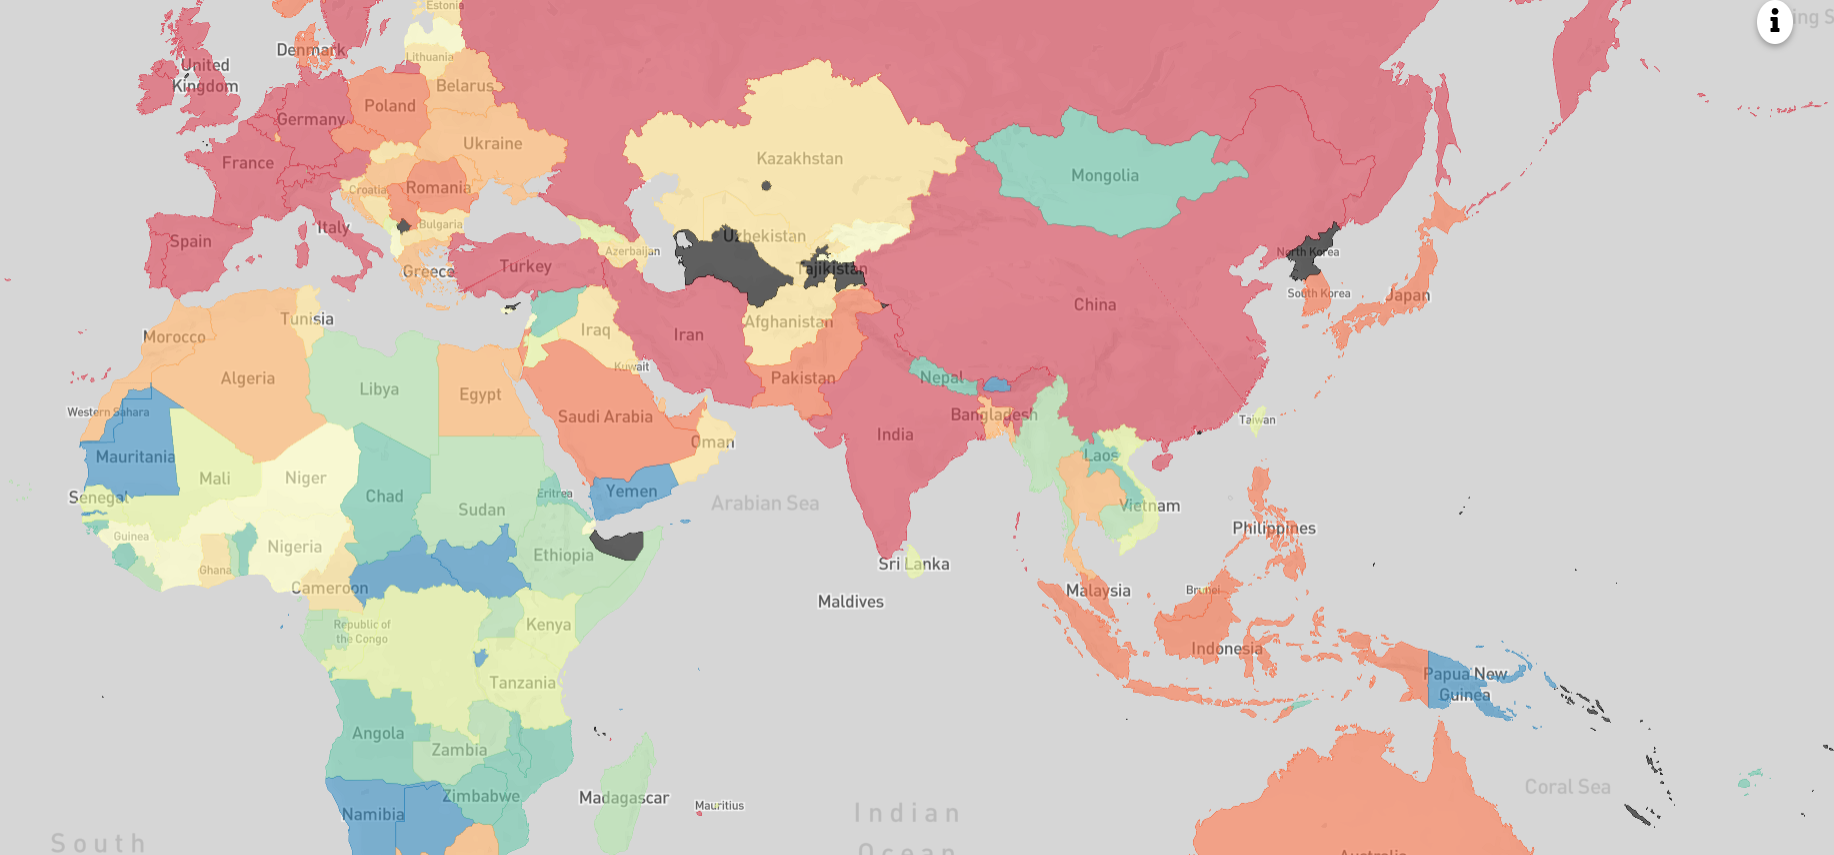 Estonia
ing S
Denmark
Lithuania
United
Kingdom
Belarus
Poland
Germany
Ukraine
France
Kazakhstan
Mongolia
Croatia
Romania
Italy
Bulgaria
Spain
Uzbekistan
Azerbaijan
North Korea
Greece
Turkey
Tajikistan
South Korea
Japan
China
Tunisia
Morocco
Iraq
Afghanistan
Iran
Kuwait
Algeria
Libya
Egypt
Pakistan
Nepal
Western Sahara
Saudi Arabia
Bangladesh
Taiwan
India
Oman
Mauritania
Laos
Mali
Niger
Senegal
Chad
Eritrea
Yemen
Arabian Sea
Vietnam
Sudan
Philippines
Guinea
Nigeria
Ethiopia
Ghana
Sri Lanka
Cameroon
Maldives
Malaysia
Brunei
Republic of
the Congo
Kenya
Indonesia
Tanzania
Papua New
Guinea
Angola
Zambia
Zimbabwe
Madagascar
Mauritius
Coral Sea
Namibia
Indian
Ocean
South
Australia